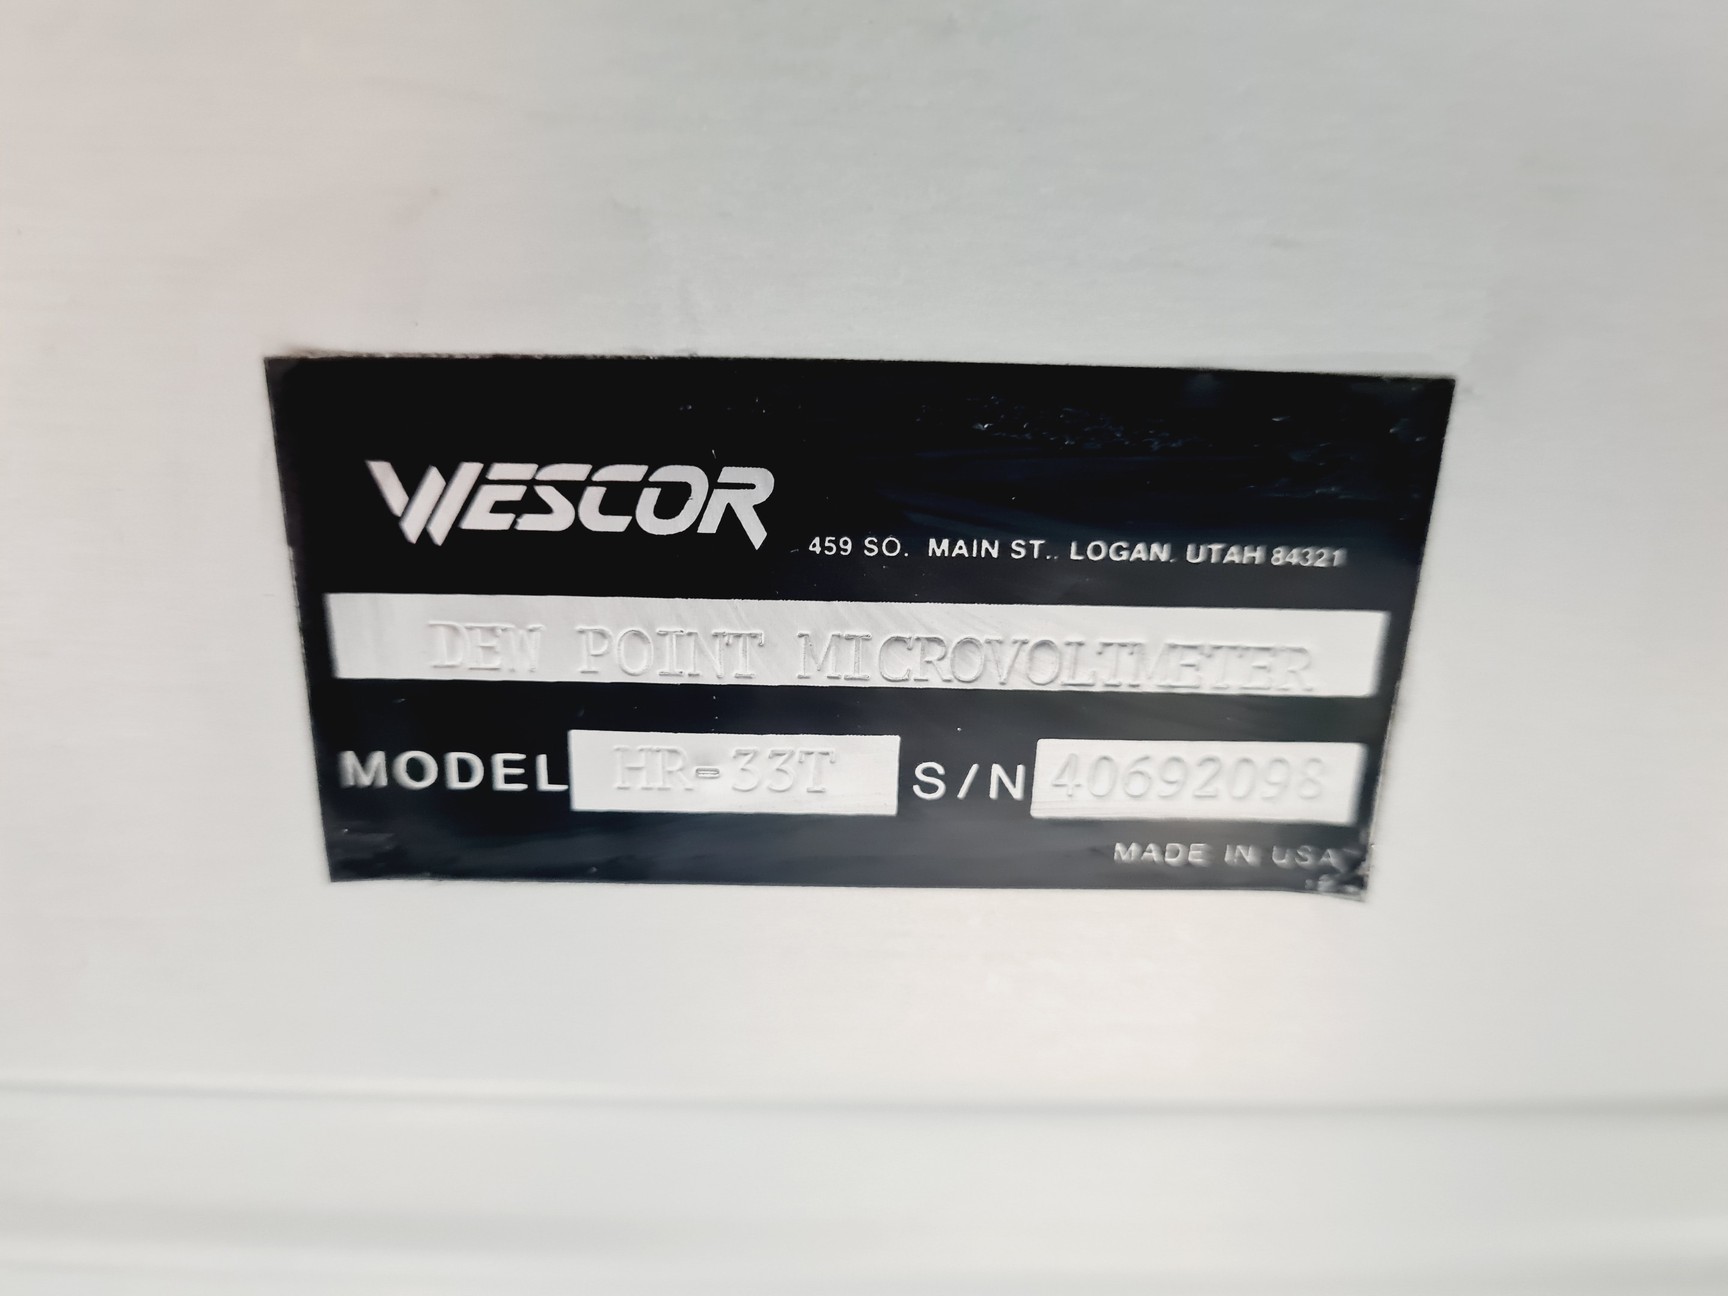 WESCOR
459 SO. MAIN ST.. LOGAN. UTAH 84321
DEW POINT MICROVOLTMETER
MODEL HR-33T S/N 40692098
MADE IN USA